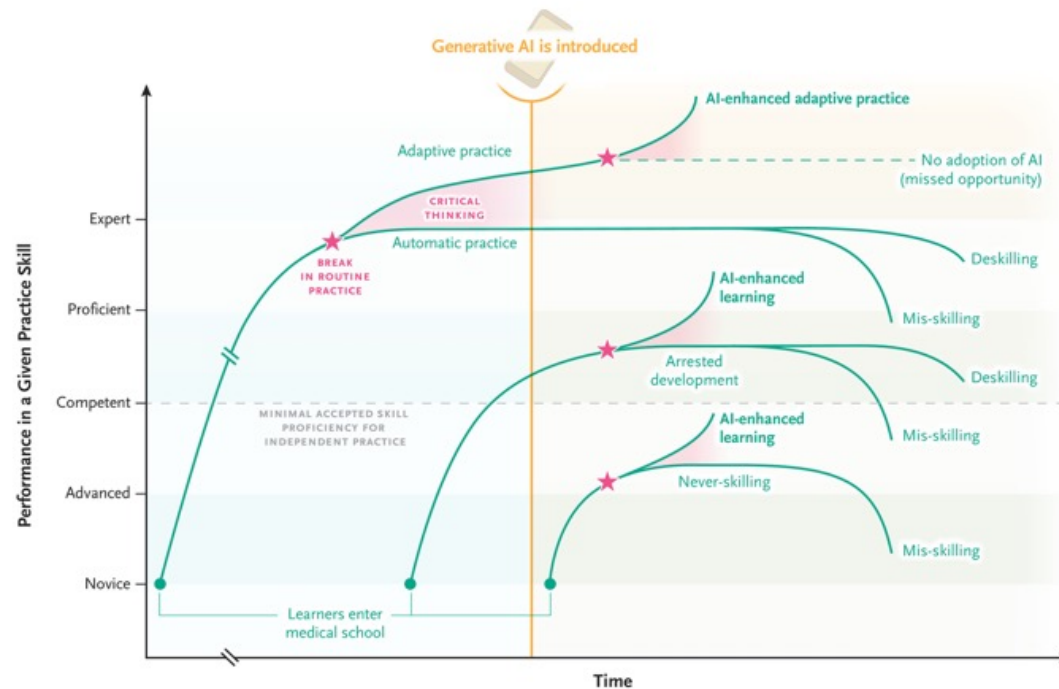 Generative AI is introduced
AI-enhanced adaptive practice
Adaptive practice
No adoption of AI
(missed opportunity)
CRITICAL
THINKING
Expert
Automatic practice
BREAK
IN ROUTINE
PRACTICE
Deskilling
AI-enhanced
learning
Proficient
Mis-skilling
Arrested
development
Deskilling
Competent
MINIMAL ACCEPTED SKILL
PROFICIENCY FOR
INDEPENDENT PRACTICE
AI-enhanced
learning
Mis-skilling
Advanced
Never-skilling
Mis-skilling
Novice
Learners enter
medical school
Performance in a Given Practice Skill
Time